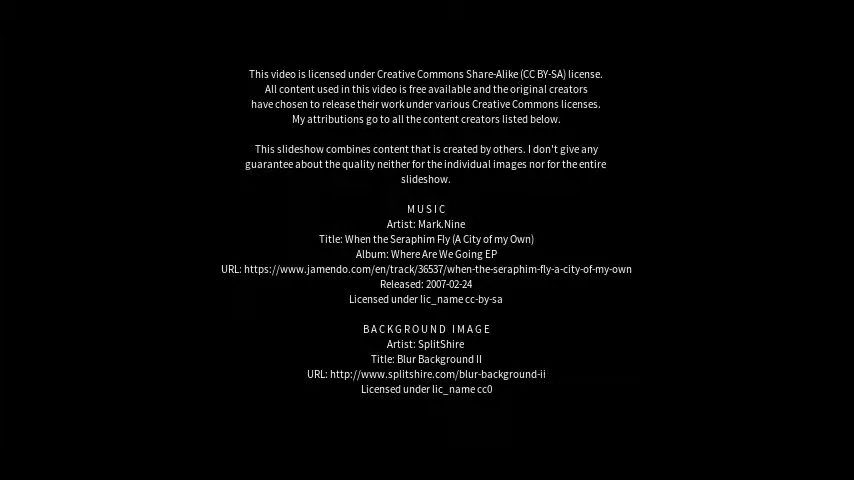 This video is licensed under Creative Commons Share-Alike (CC BY-SA) license.
All content used in this video is free available and the original creators
have chosen to release their work under various Creative Commons licenses.
My attributions go to all the content creators listed below.
This slideshow combines content that is created by others. I don't give any
guarantee about the quality neither for the individual images nor for the entire
slideshow.
MUSIC
Artist: Mark.Nine
Title: When the Seraphim Fly (A City of my Own)
Album: Where Are We Going EP
URL: https://www.jamendo.com/en/track/36537/when-the-seraphim-fly-a-city-of-my-own
Released: 2007-02-24
Licensed under lic_name cc-by-sa
BACKGROUND IMAGE
Artist: SplitShire
Title: Blur Background II
URL: http://www.splitshire.com/blur-background-ii
Licensed under lic_name cc0